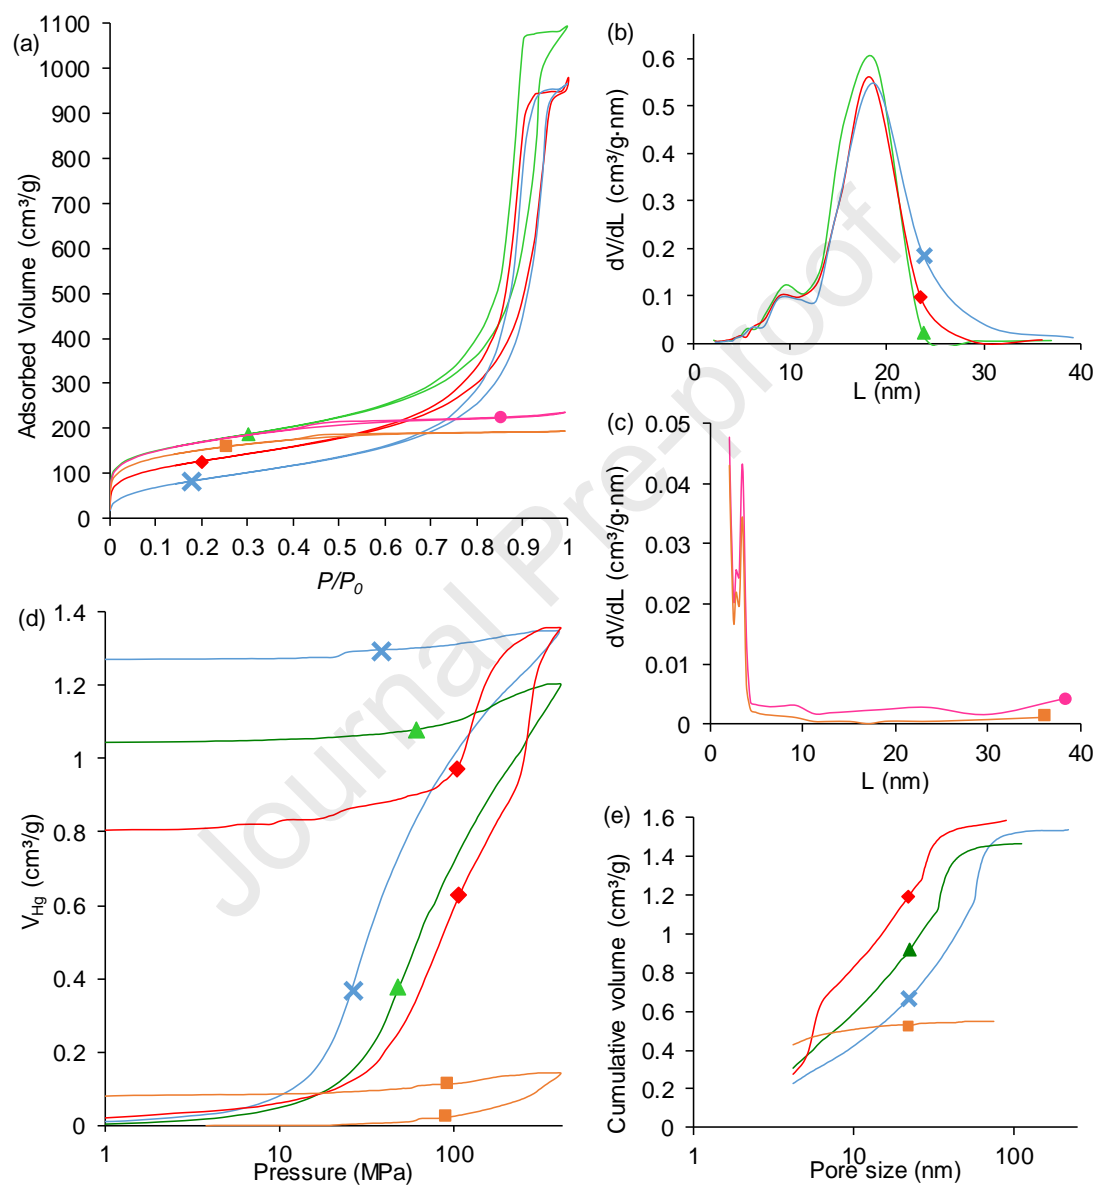 (a)
1100
1000
900
800
700
600
500
400
300
200
100
0
Adsorbed Volume (cm³/g)
0 0.1 0.2 0.3 0.4 0.5 0.6 0.7 0.8 0.9 1
P/P0
(b)
0.6
0.5
0.4
0.3
0.2
0.1
0
dV/dL (cm³/g·nm)
0 10 20 30 40
L (nm)
(c)
0.05
0.04
0.03
0.02
0.01
0
dV/dL (cm³/g·nm)
0 10 20 30 40
L (nm)
(d)
1.4
1.2
1
0.8
0.6
0.4
0.2
0
VHg (cm³/g)
1 10 100
Pressure (MPa)
(e)
1.6
1.4
1.2
1
0.8
0.6
0.4
0.2
0
Cumulative volume (cm³/g)
1 10 100
Pore size (nm)
Journal Pre-proof